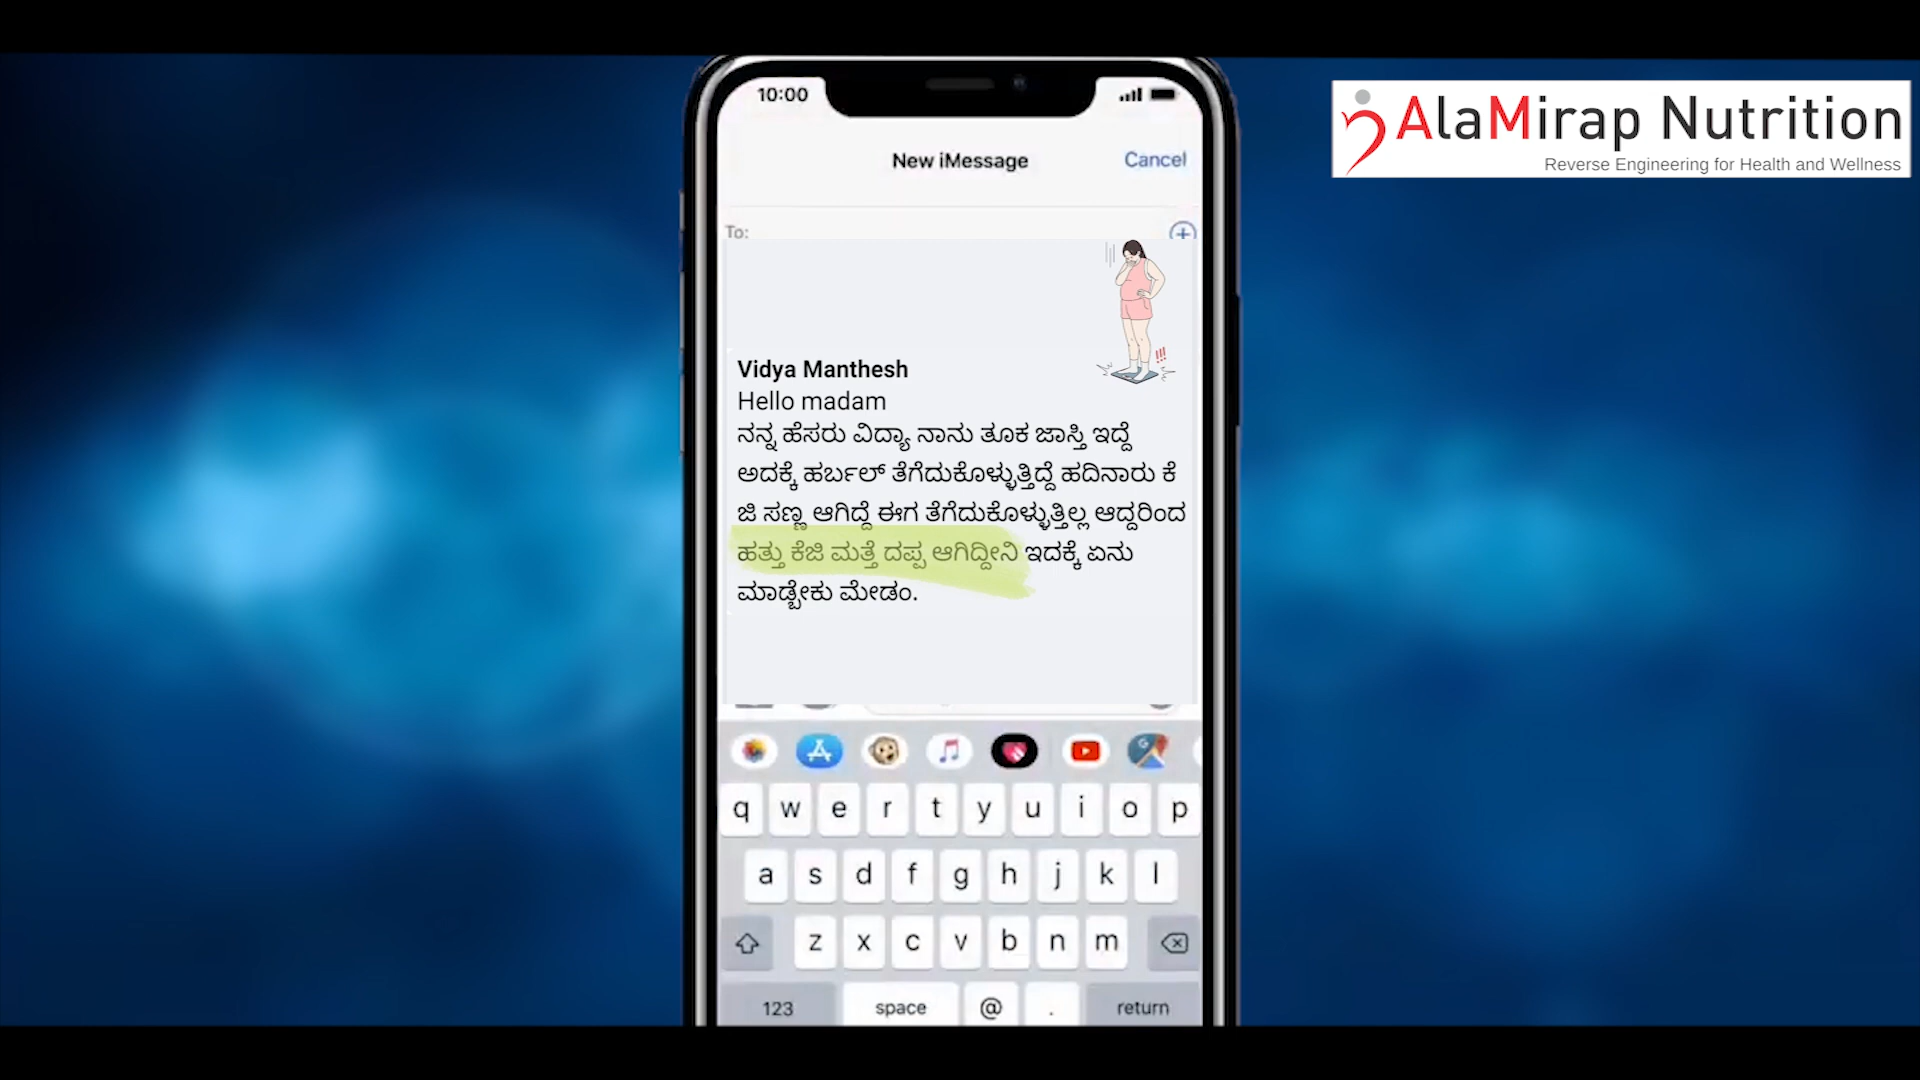 10:00
AlaMirap Nutrition
Reverse Engineering for Health and Wellness
New iMessage
Cancel
To:
Vidya Manthesh
Hello madam
ನನ್ನ ಹೆಸರು ವಿದ್ಯಾ ನಾನು ತೂಕ ಜಾಸ್ತಿ ಇದ್ದೆ
ಅದಕ್ಕೆ ಹರ್ಬಲ್ ತೆಗೆದುಕೊಳ್ಳುತ್ತಿದ್ದೆ ಹದಿನಾರು ಕೆ
ಜಿ ಸಣ್ಣ ಆಗಿದ್ದೆ ಈಗ ತೆಗೆದುಕೊಳ್ಳುತ್ತಿಲ್ಲ ಆದ್ದರಿಂದ
ಹತ್ತು ಕೆಜಿ ಮತ್ತೆ ದಪ್ಪ ಆಗಿದ್ದೀನಿ ಇದಕ್ಕೆ ಏನು
ಮಾಡ್ಬೇಕು ಮೇಡಂ.
!!!
q w e r t y u i o p
a s d f g h j k l
z x c v b n m
123 space @ . return